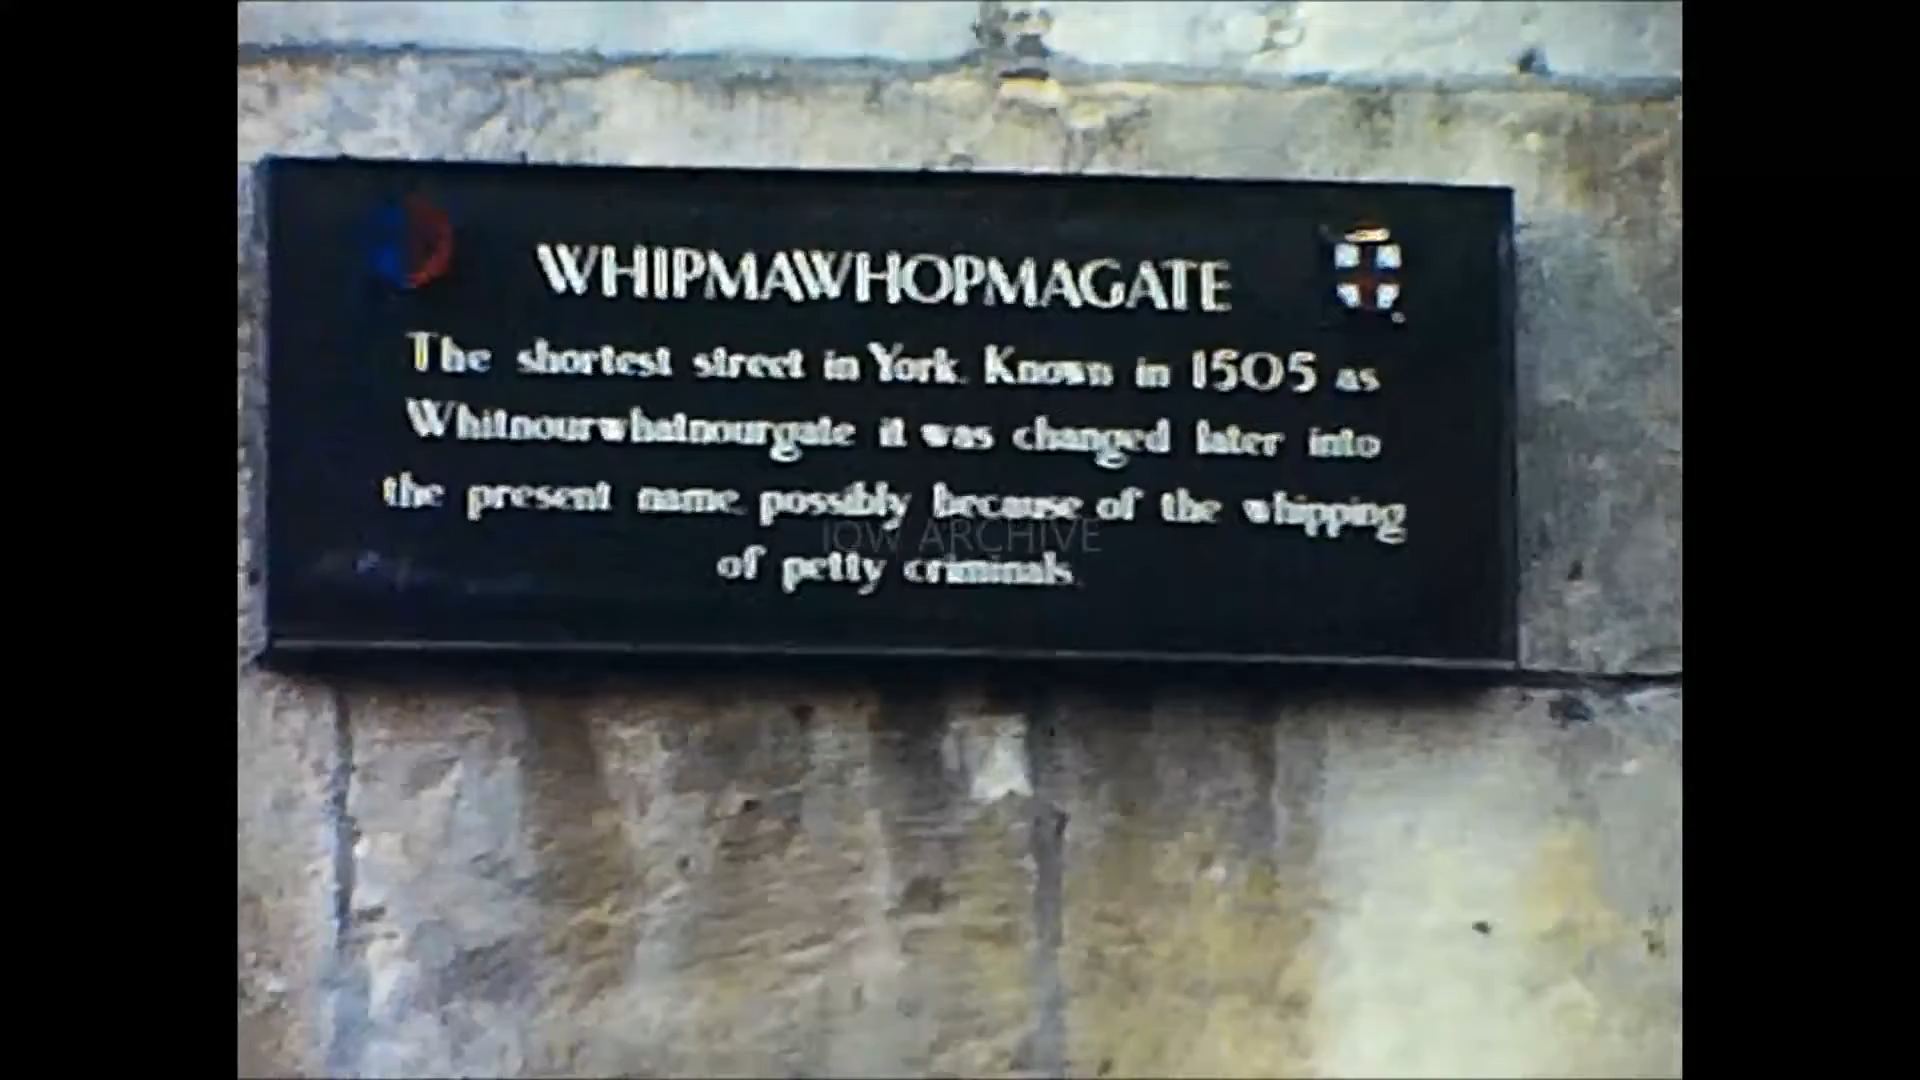 WHIPMAWHOPMAGATE
The shortest street in York. Known in 1505 as
Whitnourwhatnourgate it was changed later into
the present name possibly because of the whipping
of petty criminals.
IOW ARCHIVE